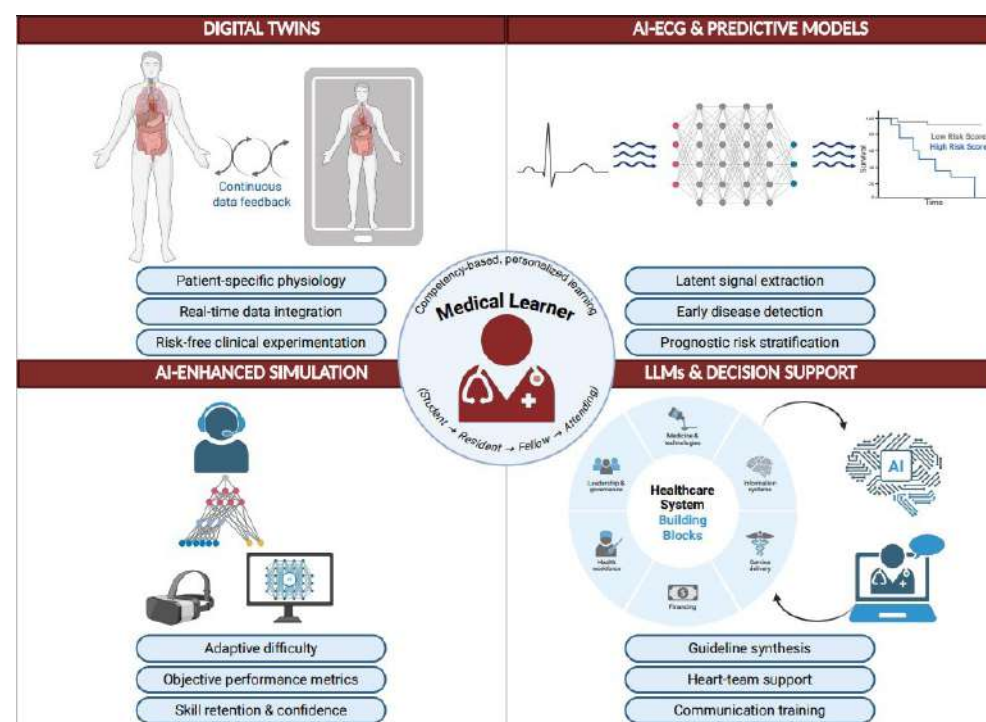 DIGITAL TWINS
Continuous
data feedback
Patient-specific physiology
Real-time data integration
Risk-free clinical experimentation
AI-ECG & PREDICTIVE MODELS
Survival
100
Low Risk Score
High Risk Score
Time
Latent signal extraction
Early disease detection
Prognostic risk stratification
Competency-based, personalized learning
Medical Learner
(Student → Resident → Fellow → Attending)
AI-ENHANCED SIMULATION
Adaptive difficulty
Objective performance metrics
Skill retention & confidence
LLMs & DECISION SUPPORT
Medicine &
technologies
Leadership &
governance
Information
systems
Healthcare
System
Building
Blocks
Health
workforce
Service
delivery
Financing
AI
Guideline synthesis
Heart-team support
Communication training